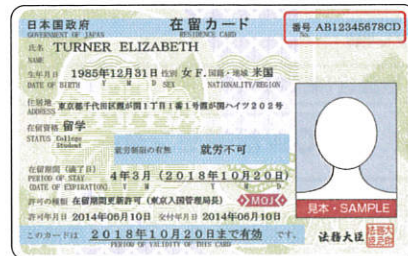 日本国政府 在留カード 番号 AB12345678CD
GOVERNMENT OF JAPAN RESIDENCE CARD No.
氏名 TURNER ELIZABETH
NAME
生年月日 1985年12月31日 性別 女 F. 国籍・地域 米国
DATE OF BIRTH Y M D SEX NATIONALITY/REGION
住居地 東京都千代田区霞が関1丁目1番1号霞が関ハイツ202号
ADDRESS
在留資格 留学
STATUS College
Student
就労制限の有無 就労不可
在留期間(満了日) 4年3月(2018年10月20日)
PERIOD OF STAY
(DATE OF EXPIRATION) Y M Y M D
許可の種類 在留期間更新許可(東京入国管理局長) MOJ
見本・SAMPLE
許可年月日 2014年06月10日 交付年月日 2014年06月10日
このカードは 2018年10月20日まで有効 です。 法務大臣
PERIOD OF VALIDITY OF THIS CARD